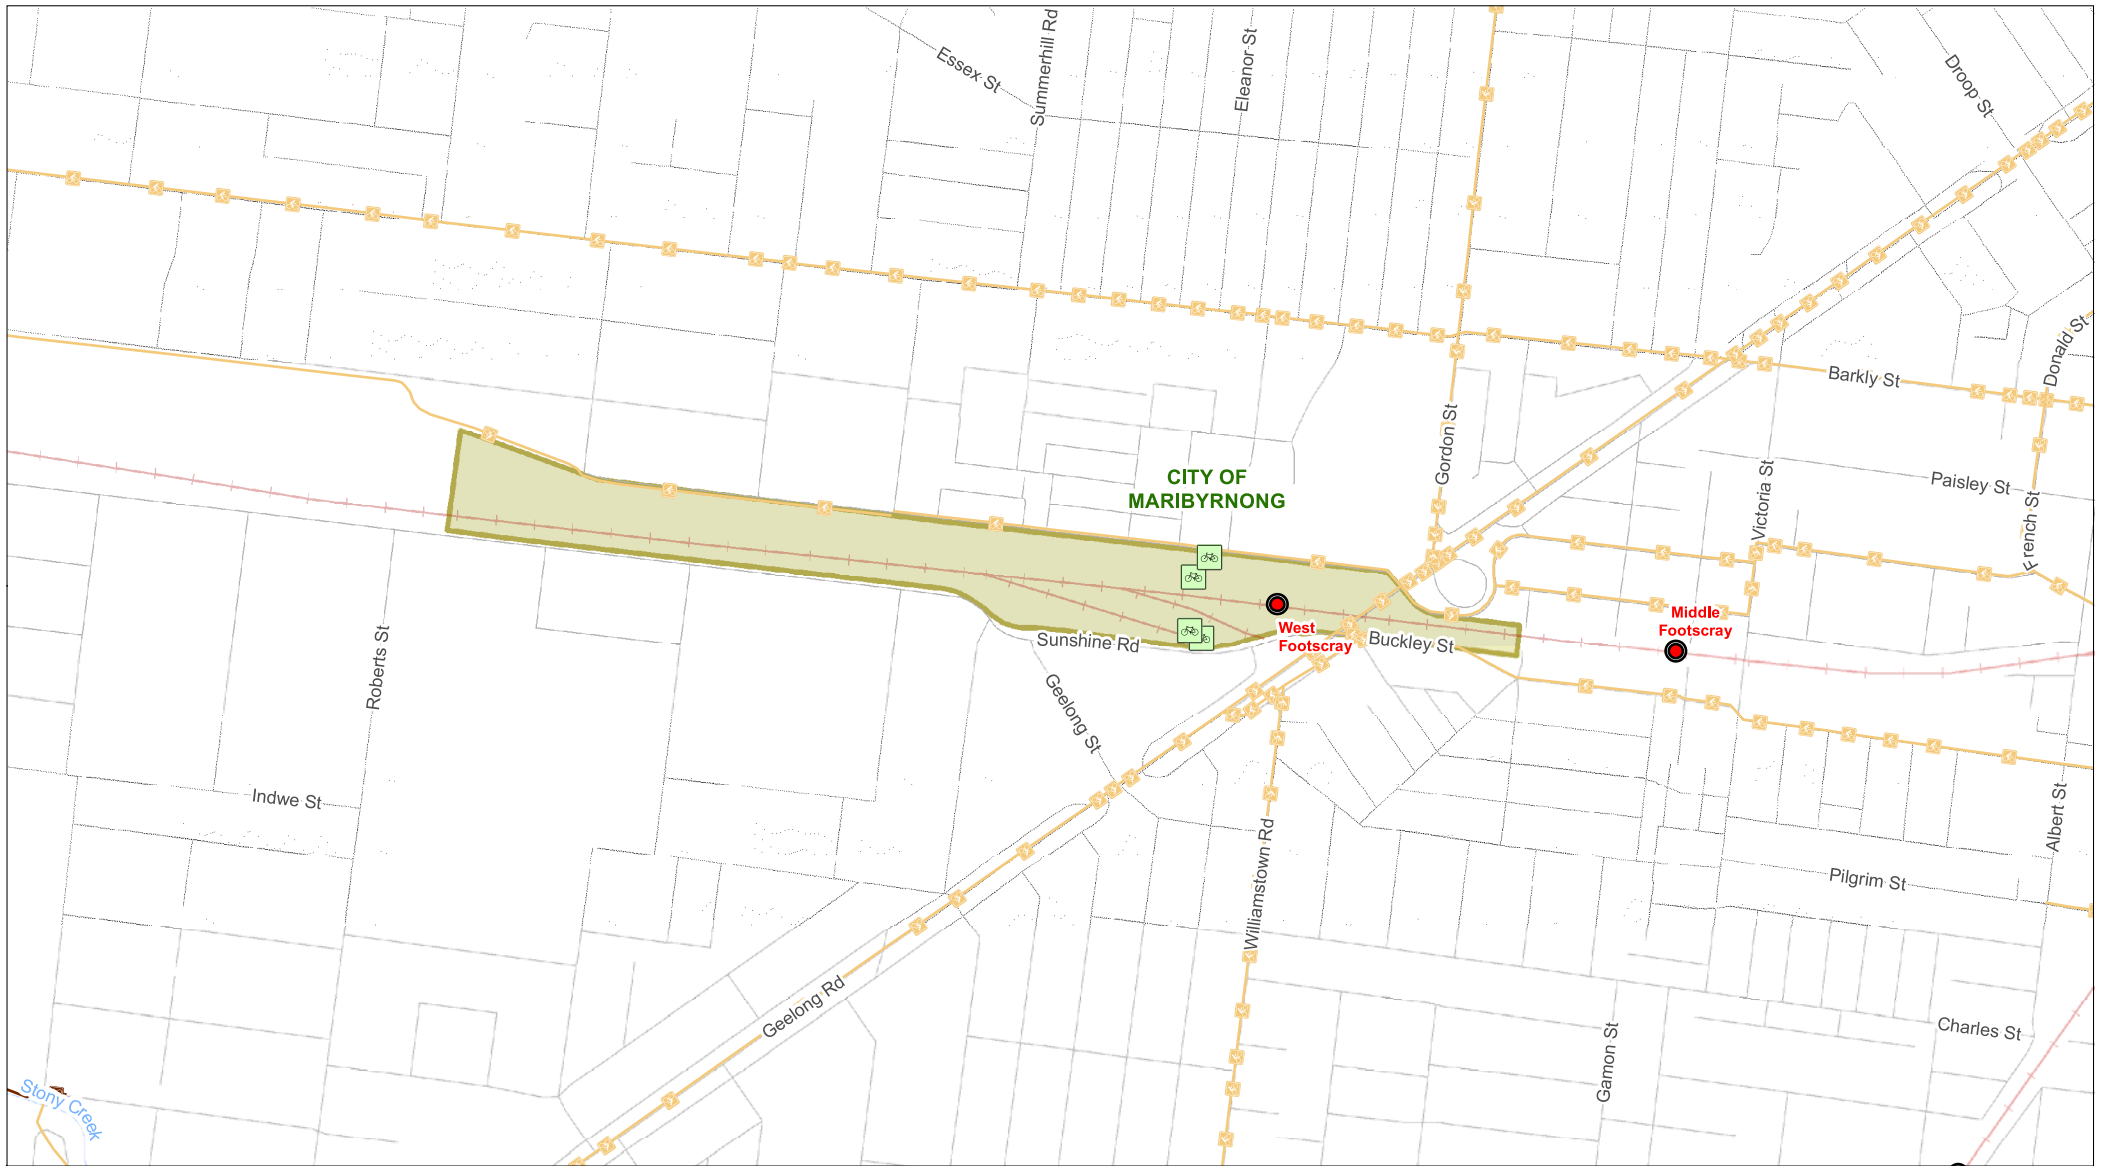 Essex St
Summerhill Rd
Eleanor St
Droop St
Donald St
Barkly St
Gordon St
Paisley St
Victoria St
French St
CITY OF
MARIBYRNONG
West
Footscray
Middle
Footscray
Buckley St
Sunshine Rd
Roberts St
Geelong St
Indwe St
Williamstown Rd
Albert St
Pilgrim St
Geelong Rd
Gamon St
Charles St
Stony Creek